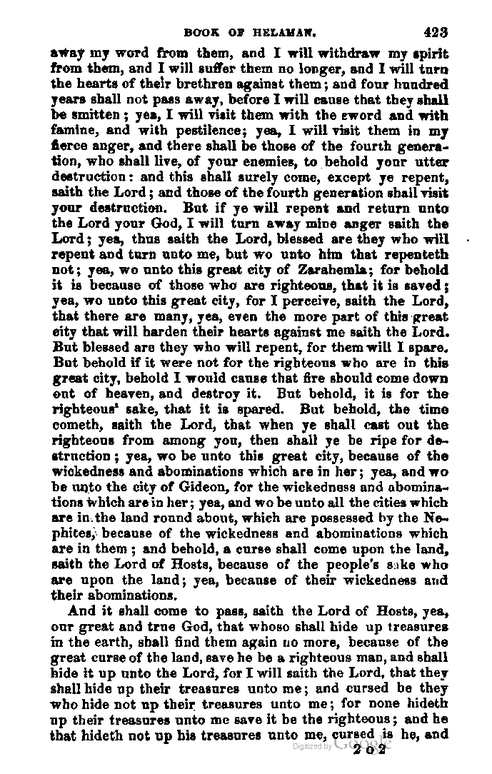 BOOK OF HELAMAN. 423
away my word from them, and I will withdraw my spirit
from them, and I will suffer them no longer, and I will turn
the hearts of their brethren against them; and four hundred
years shall not pass away, before I will cause that they shall
be smitten; yea, I will visit them with the sword and with
famine, and with pestilence; yea, I will visit them in my
fierce anger, and there shall be those of the fourth genera-
tion, who shall live, of your enemies, to behold your utter
destruction: and this shall surely come, except ye repent,
saith the Lord; and those of the fourth generation shall visit
your destruction. But if ye will repent and return unto
the Lord your God, I will turn away mine anger saith the
Lord; yea, thus saith the Lord, blessed are they who will
repent and turn unto me, but wo unto him that repenteth
not; yea, wo unto this great city of Zarahemla; for behold
it is because of those who are righteous, that it is saved;
yea, wo unto this great city, for I perceive, saith the Lord,
that there are many, yea, even the more part of this great
city that will harden their hearts against me saith the Lord.
But blessed are they who will repent, for them will I spare.
But behold if it were not for the righteous who are in this
great city, behold I would cause that fire should come down
out of heaven, and destroy it. But behold, it is for the
righteous' sake, that it is spared. But behold, the time
cometh, saith the Lord, that when ye shall cast out the
righteous from among you, then shall ye be ripe for de-
struction; yea, wo be unto this great city, because of the
wickedness and abominations which are in her; yea, and wo
be unto the city of Gideon, for the wickedness and abomina-
tions which are in her; yea, and wo be unto all the cities which
are in the land round about, which are possessed by the Ne-
phites, because of the wickedness and abominations which
are in them; and behold, a curse shall come upon the land,
saith the Lord of Hosts, because of the people's sake who
are upon the land; yea, because of their wickedness and
their abominations.
And it shall come to pass, saith the Lord of Hosts, yea,
our great and true God, that whoso shall hide up treasures
in the earth, shall find them again no more, because of the
great curse of the land, save he be a righteous man, and shall
hide it up unto the Lord, for I will saith the Lord, that they
shall hide up their treasures unto me; and cursed be they
who hide not up their treasures unto me; for none hideth
up their treasures unto me save it be the righteous; and he
that hideth not up his treasures unto me, cursed is he, and
2 o 2
Digitized by Google